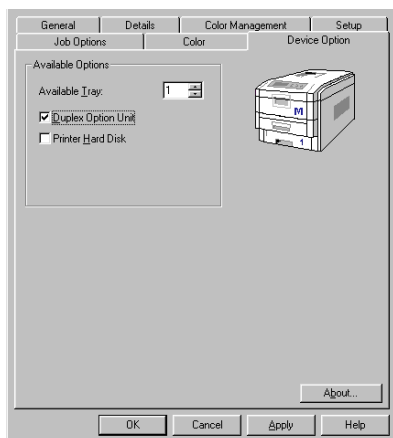 General Details Color Management Setup
Job Options Color Device Option
Available Options
Available Tray: 1
Duplex Option Unit
Printer Hard Disk
M
1
About...
OK Cancel Apply Help